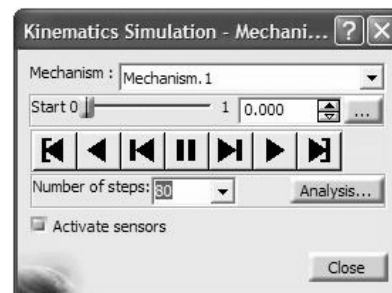 Kinematics Simulation - Mechani...
Mechanism : Mechanism.1
Start 0 1 0.000 ...
Number of steps: 80 Analysis...
Activate sensors
Close